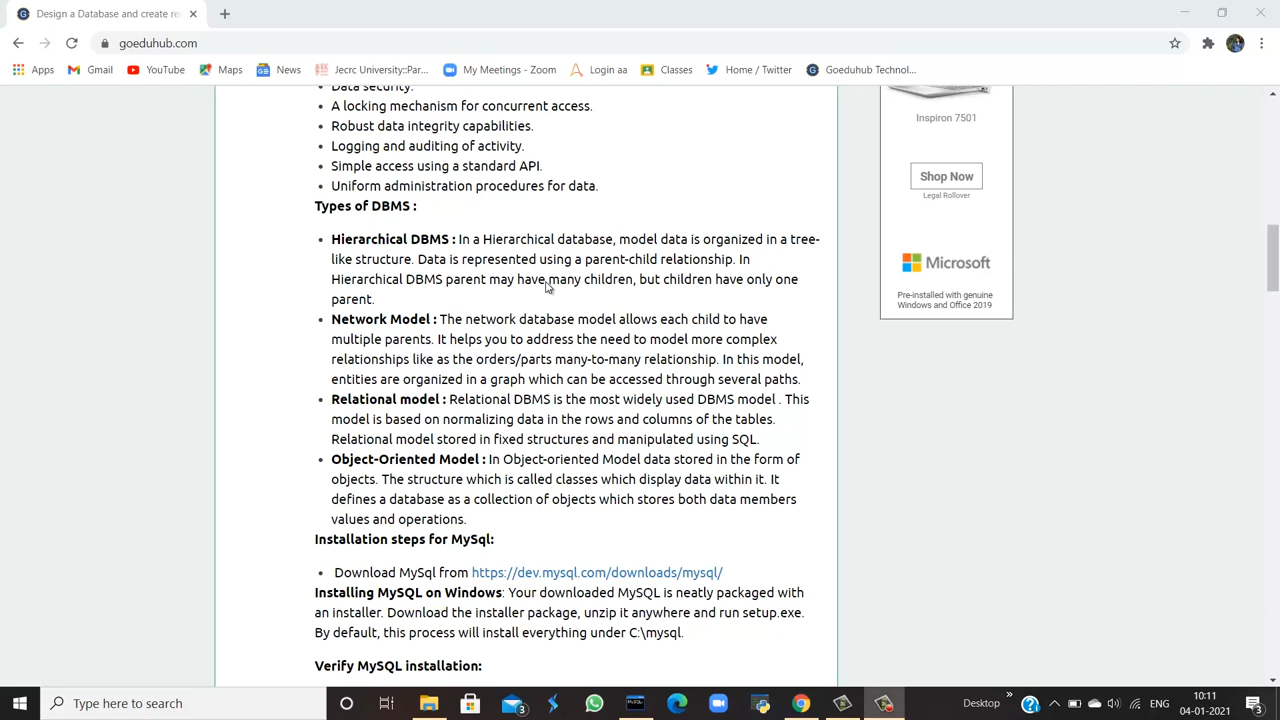 Design a Database and create re
goeduhub.com
Apps
Gmail
YouTube
Maps
News
Jecrc University::Par...
My Meetings - Zoom
Login aa
Classes
Home / Twitter
Goeduhub Technol...
Data security.
A locking mechanism for concurrent access.
Robust data integrity capabilities.
Logging and auditing of activity.
Simple access using a standard API.
Uniform administration procedures for data.
Types of DBMS :
Hierarchical DBMS : In a Hierarchical database, model data is organized in a tree-
like structure. Data is represented using a parent-child relationship. In
Hierarchical DBMS parent may have many children, but children have only one
parent.
Network Model : The network database model allows each child to have
multiple parents. It helps you to address the need to model more complex
relationships like as the orders/parts many-to-many relationship. In this model,
entities are organized in a graph which can be accessed through several paths.
Relational model : Relational DBMS is the most widely used DBMS model . This
model is based on normalizing data in the rows and columns of the tables.
Relational model stored in fixed structures and manipulated using SQL.
Object-Oriented Model : In Object-oriented Model data stored in the form of
objects. The structure which is called classes which display data within it. It
defines a database as a collection of objects which stores both data members
values and operations.
Installation steps for MySql:
Download MySql from https://dev.mysql.com/downloads/mysql/
Installing MySQL on Windows: Your downloaded MySQL is neatly packaged with
an installer. Download the installer package, unzip it anywhere and run setup.exe.
By default, this process will install everything under C:\mysql.
Verify MySQL installation:
Inspiron 7501
Shop Now
Legal Rollover
Microsoft
Pre-installed with genuine
Windows and Office 2019
Type here to search
3
Desktop
»
ENG
10:11
04-01-2021
3